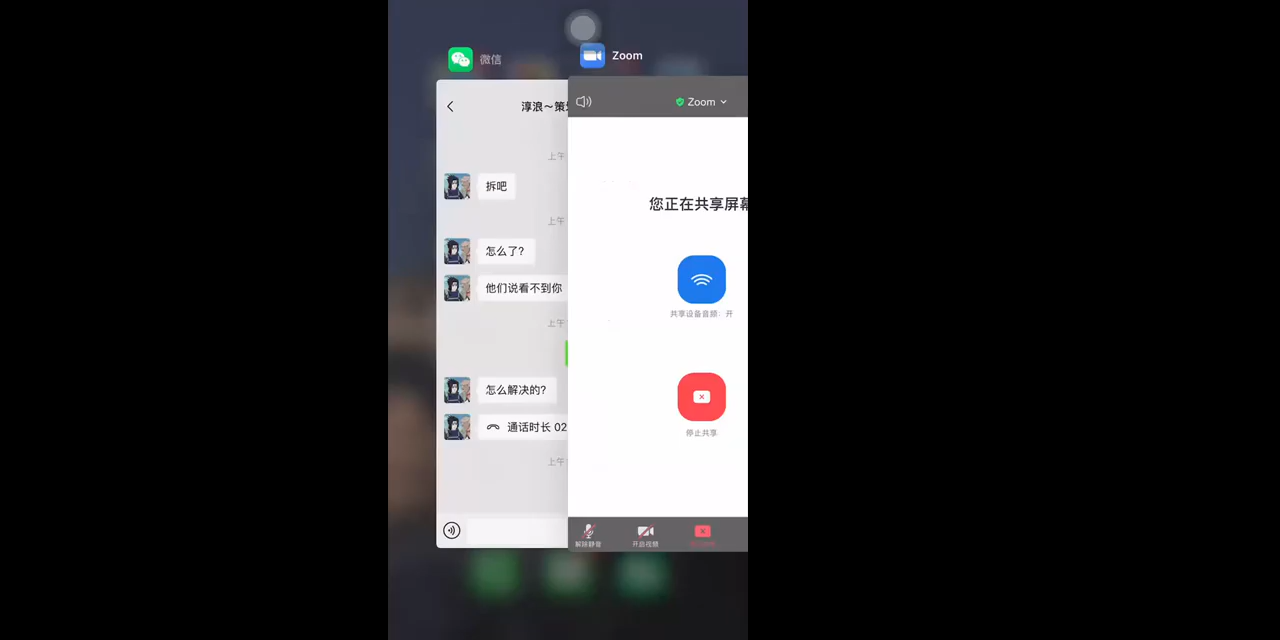 微信
Zoom
淳浪～策
Zoom
上午
拆吧
您正在共享屏幕
上午
怎么了?
他们说看不到你
共享设备音频: 开
上午
怎么解决的?
通话时长 02
停止共享
上午
解除静音
开启视频